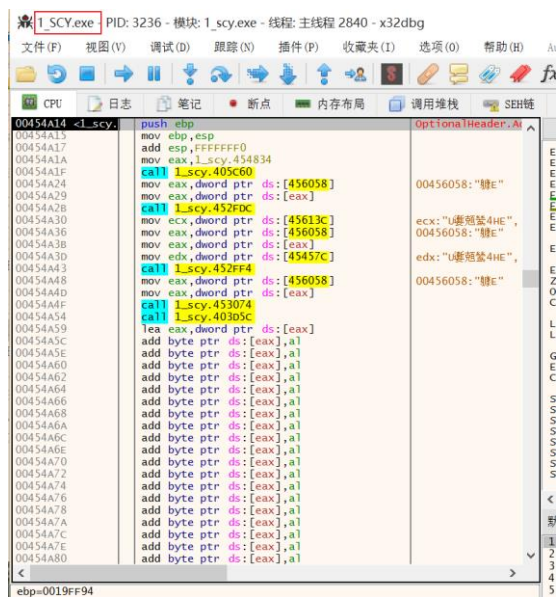 1_SCY.exe - PID: 3236 - 模块: 1_scy.exe - 线程: 主线程 2840 - x32dbg
文件(F) 视图(V) 调试(D) 跟踪(N) 插件(P) 收藏夹(I) 选项(O) 帮助(H)
CPU 日志 笔记 断点 内存布局 调用堆栈 SEH链
00454A14 <1_scy. push ebp OptionalHeader.Ac
00454A15 mov ebp,esp
00454A17 add esp,FFFFFFF0
00454A1A mov eax,1_scy.454834
00454A1F call 1_scy.405C60
00454A24 mov eax,dword ptr ds:[456058] 00456058:"E"
00454A29 mov eax,dword ptr ds:[eax]
00454A2B call 1_scy.452FDC
00454A30 mov ecx,dword ptr ds:[45613C] ecx:"U4HE",
00454A36 mov eax,dword ptr ds:[456058] 00456058:"E"
00454A3B mov eax,dword ptr ds:[eax]
00454A3D mov edx,dword ptr ds:[45457C] edx:"U4HE",
00454A43 call 1_scy.452FF4
00454A48 mov eax,dword ptr ds:[456058] 00456058:"E"
00454A4D mov eax,dword ptr ds:[eax]
00454A4F call 1_scy.453074
00454A54 call 1_scy.403D5C
00454A59 lea eax,dword ptr ds:[eax]
00454A5C add byte ptr ds:[eax],al
00454A5E add byte ptr ds:[eax],al
00454A60 add byte ptr ds:[eax],al
00454A62 add byte ptr ds:[eax],al
00454A64 add byte ptr ds:[eax],al
00454A66 add byte ptr ds:[eax],al
00454A68 add byte ptr ds:[eax],al
00454A6A add byte ptr ds:[eax],al
00454A6C add byte ptr ds:[eax],al
00454A6E add byte ptr ds:[eax],al
00454A70 add byte ptr ds:[eax],al
00454A72 add byte ptr ds:[eax],al
00454A74 add byte ptr ds:[eax],al
00454A76 add byte ptr ds:[eax],al
00454A78 add byte ptr ds:[eax],al
00454A7A add byte ptr ds:[eax],al
00454A7C add byte ptr ds:[eax],al
00454A7E add byte ptr ds:[eax],al
00454A80 add byte ptr ds:[eax],al
ebp=0019FF94